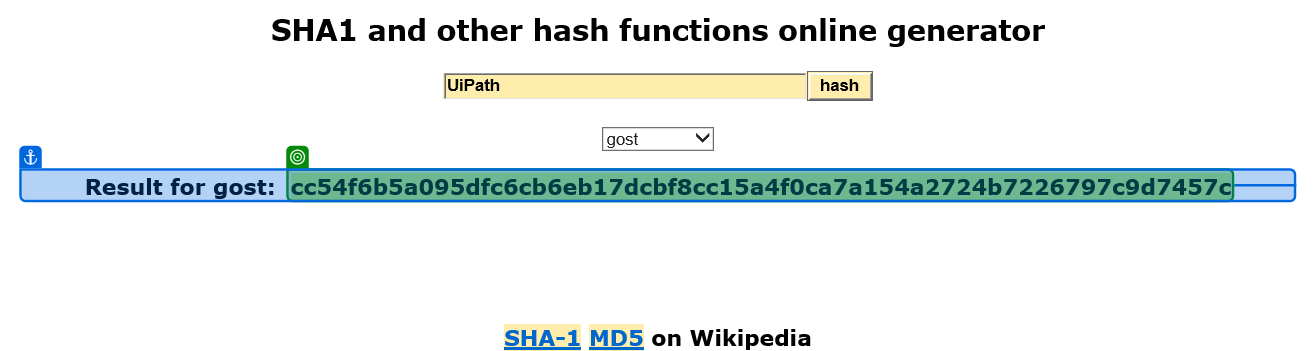 SHA1 and other hash functions online generator
UiPath hash
gost
Result for gost: cc54f6b5a095dfc6cb6eb17dcbf8cc15a4f0ca7a154a2724b7226797c9d7457c
SHA-1 MD5 on Wikipedia